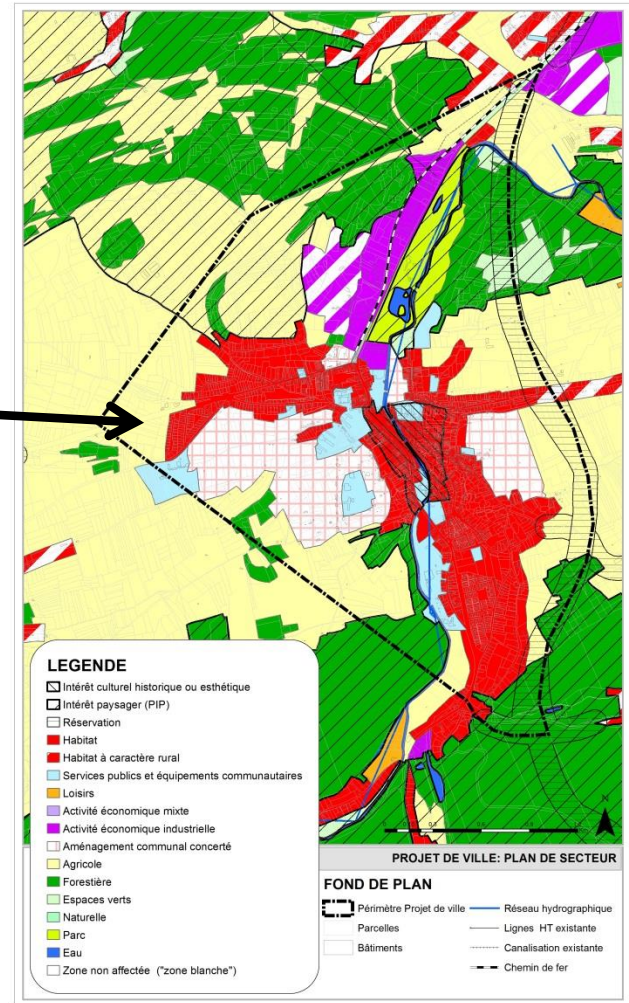 LEGENDE
Intérêt culturel historique ou esthétique
Intérêt paysager (PIP)
Réservation
Habitat
Habitat à caractère rural
Services publics et équipements communautaires
Loisirs
Activité économique mixte
Activité économique industrielle
Aménagement communal concerté
Agricole
Forestière
Espaces verts
Naturelle
Parc
Eau
Zone non affectée ("zone blanche")
N
PROJET DE VILLE: PLAN DE SECTEUR
FOND DE PLAN
Périmètre Projet de ville
Parcelles
Bâtiments
Réseau hydrographique
Lignes HT existante
Canalisation existante
Chemin de fer